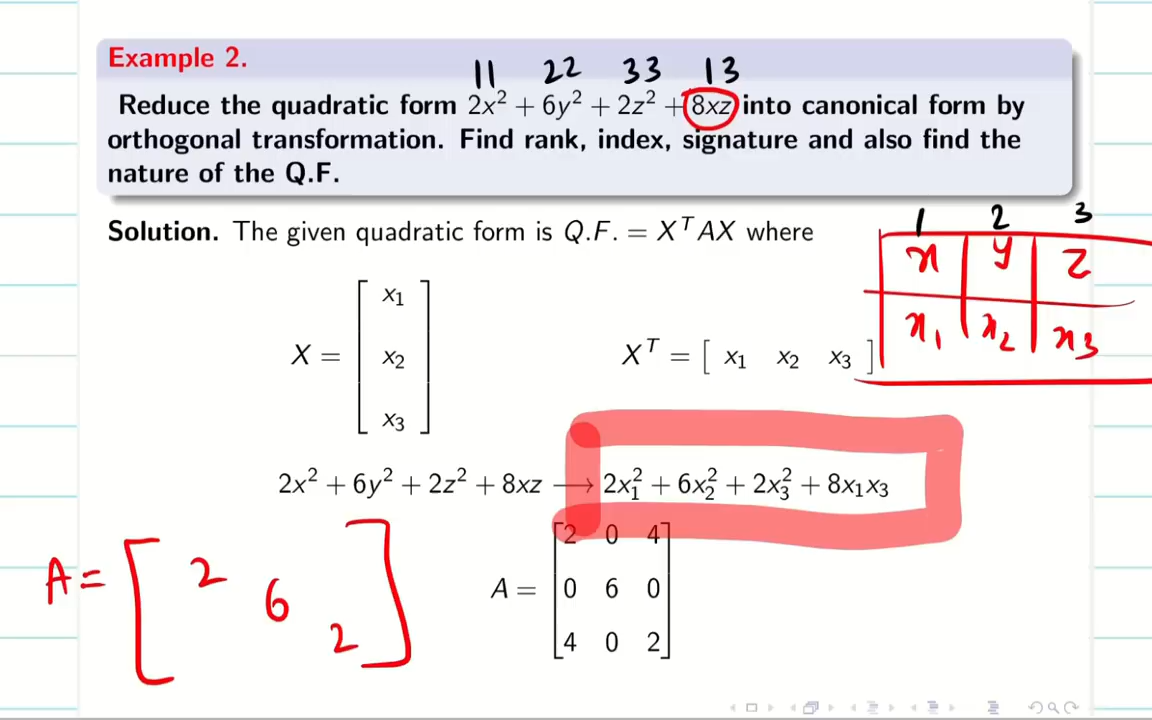 Example 2.
11 22 33 13
Reduce the quadratic form 2x² + 6y² + 2z² + 8xz into canonical form by
orthogonal transformation. Find rank, index, signature and also find the
nature of the Q.F.
Solution. The given quadratic form is Q.F. = XᵀAX where
1 2 3
x y z
x₁ x₂ x₃
X = [ x₁
x₂
x₃ ]
Xᵀ = [ x₁ x₂ x₃ ]
2x² + 6y² + 2z² + 8xz ⟶ 2x₁² + 6x₂² + 2x₃² + 8x₁x₃
A = [ 2
6
2 ]
A = [ 2 0 4
0 6 0
4 0 2 ]